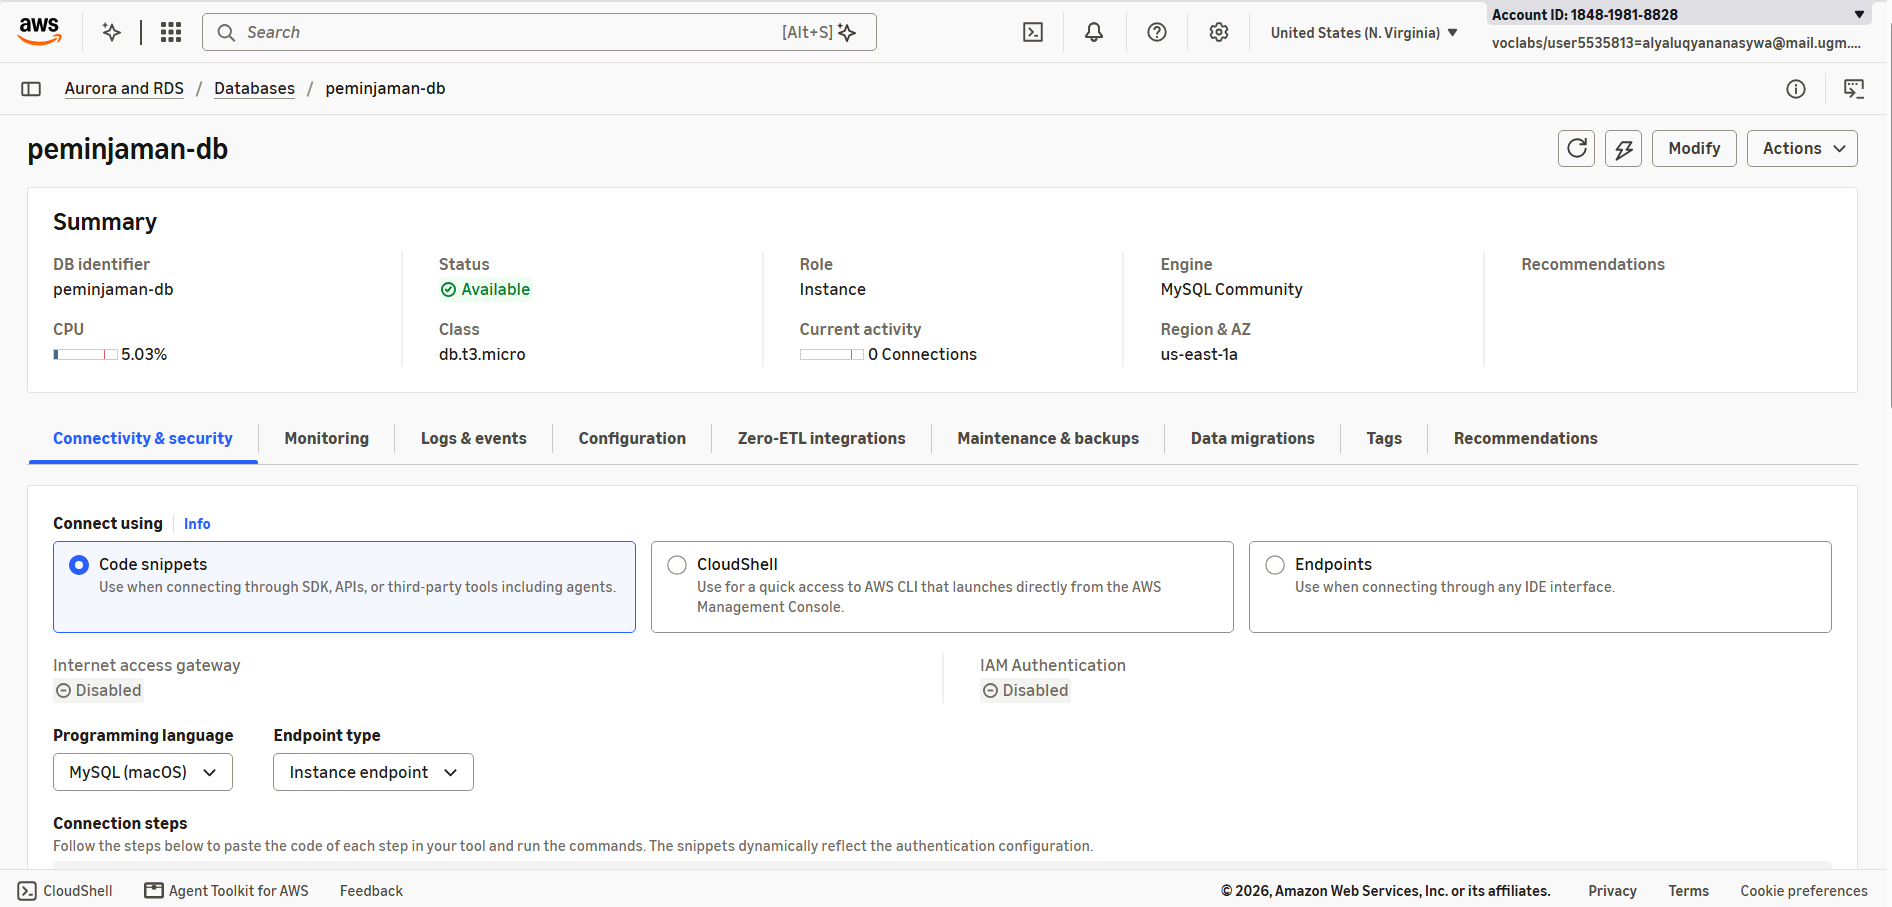 aws
Search
[Alt+S]
United States (N. Virginia)
Account ID: 1848-1981-8828
voclabs/user5535813=alyaluqyananasywa@mail.ugm....
Aurora and RDS / Databases / peminjaman-db
peminjaman-db
Modify
Actions
Summary
DB identifier
peminjaman-db
Status
Available
Role
Instance
Engine
MySQL Community
Recommendations
CPU
5.03%
Class
db.t3.micro
Current activity
0 Connections
Region & AZ
us-east-1a
Connectivity & security
Monitoring
Logs & events
Configuration
Zero-ETL integrations
Maintenance & backups
Data migrations
Tags
Recommendations
Connect using
Info
Code snippets
Use when connecting through SDK, APIs, or third-party tools including agents.
CloudShell
Use for a quick access to AWS CLI that launches directly from the AWS
Management Console.
Endpoints
Use when connecting through any IDE interface.
Internet access gateway
Disabled
IAM Authentication
Disabled
Programming language
MySQL (macOS)
Endpoint type
Instance endpoint
Connection steps
Follow the steps below to paste the code of each step in your tool and run the commands. The snippets dynamically reflect the authentication configuration.
CloudShell
Agent Toolkit for AWS
Feedback
© 2026, Amazon Web Services, Inc. or its affiliates.
Privacy
Terms
Cookie preferences